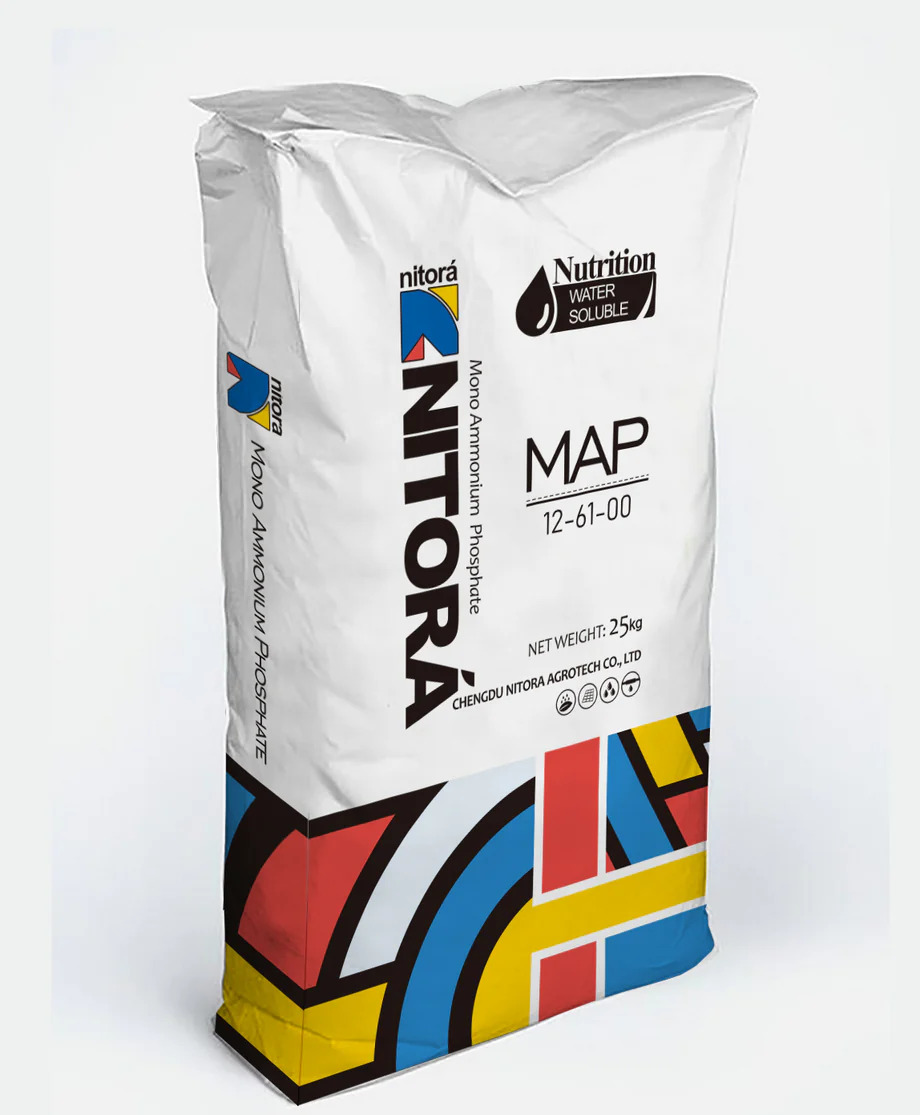 nitorá
NITORÁ
Mono Ammonium Phosphate
Nutrition
WATER
SOLUBLE
MAP
12-61-00
NET WEIGHT: 25kg
CHENGDU NITORA AGROTECH CO., LTD
nitora
MONO AMMONIUM PHOSPHATE